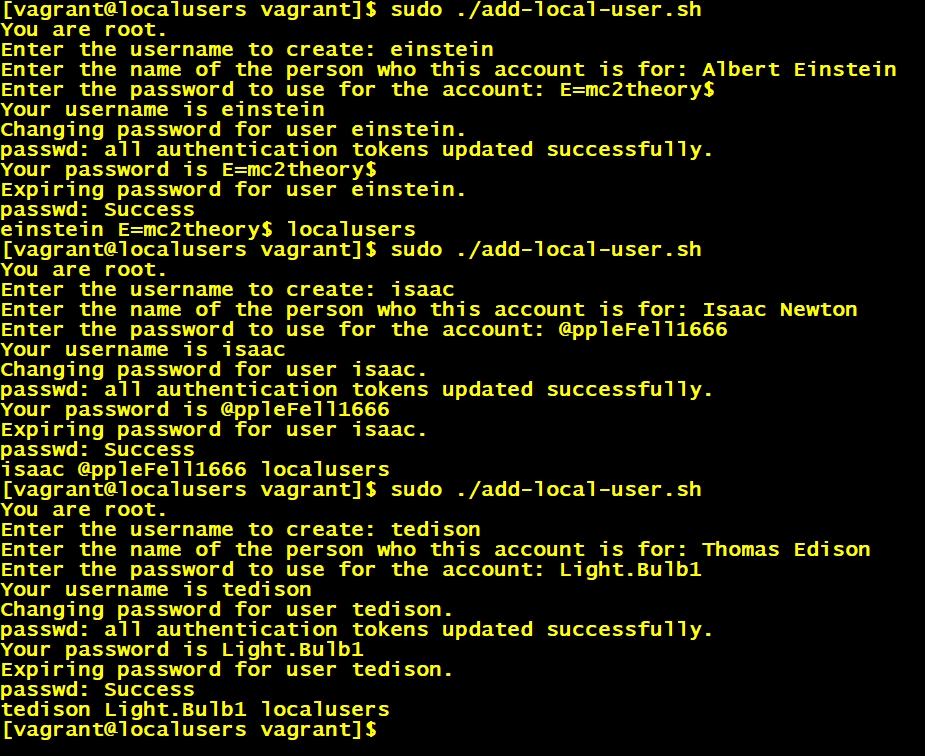 [vagrant@localusers vagrant]$ sudo ./add-local-user.sh
You are root.
Enter the username to create: einstein
Enter the name of the person who this account is for: Albert Einstein
Enter the password to use for the account: E=mc2theory$
Your username is einstein
Changing password for user einstein.
passwd: all authentication tokens updated successfully.
Your password is E=mc2theory$
Expiring password for user einstein.
passwd: Success
einstein E=mc2theory$ localusers
[vagrant@localusers vagrant]$ sudo ./add-local-user.sh
You are root.
Enter the username to create: isaac
Enter the name of the person who this account is for: Isaac Newton
Enter the password to use for the account: @ppleFell1666
Your username is isaac
Changing password for user isaac.
passwd: all authentication tokens updated successfully.
Your password is @ppleFell1666
Expiring password for user isaac.
passwd: Success
isaac @ppleFell1666 localusers
[vagrant@localusers vagrant]$ sudo ./add-local-user.sh
You are root.
Enter the username to create: tedison
Enter the name of the person who this account is for: Thomas Edison
Enter the password to use for the account: Light.Bulb1
Your username is tedison
Changing password for user tedison.
passwd: all authentication tokens updated successfully.
Your password is Light.Bulb1
Expiring password for user tedison.
passwd: Success
tedison Light.Bulb1 localusers
[vagrant@localusers vagrant]$